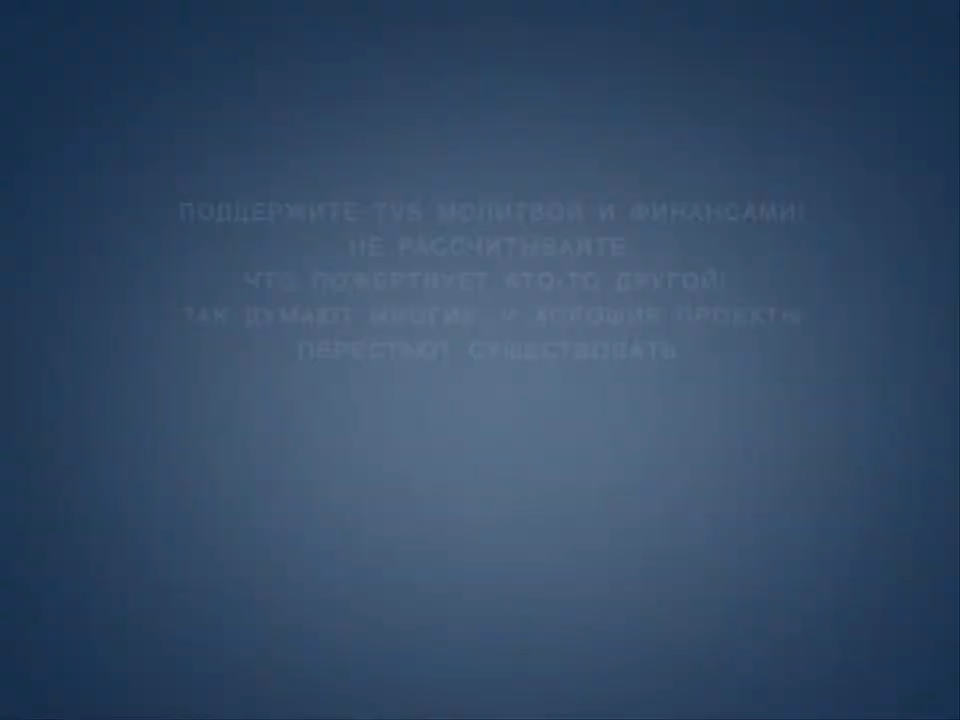 ПОДДЕРЖИТЕ TVS МОЛИТВОЙ И ФИНАНСАМИ!
НЕ РАССЧИТЫВАЙТЕ
ЧТО ПОЖЕРТВУЕТ КТО-ТО ДРУГОЙ!
ТАК ДУМАЮТ МНОГИЕ, И ХОРОШИЕ ПРОЕКТЫ
ПЕРЕСТАЮТ СУЩЕСТВОВАТЬ